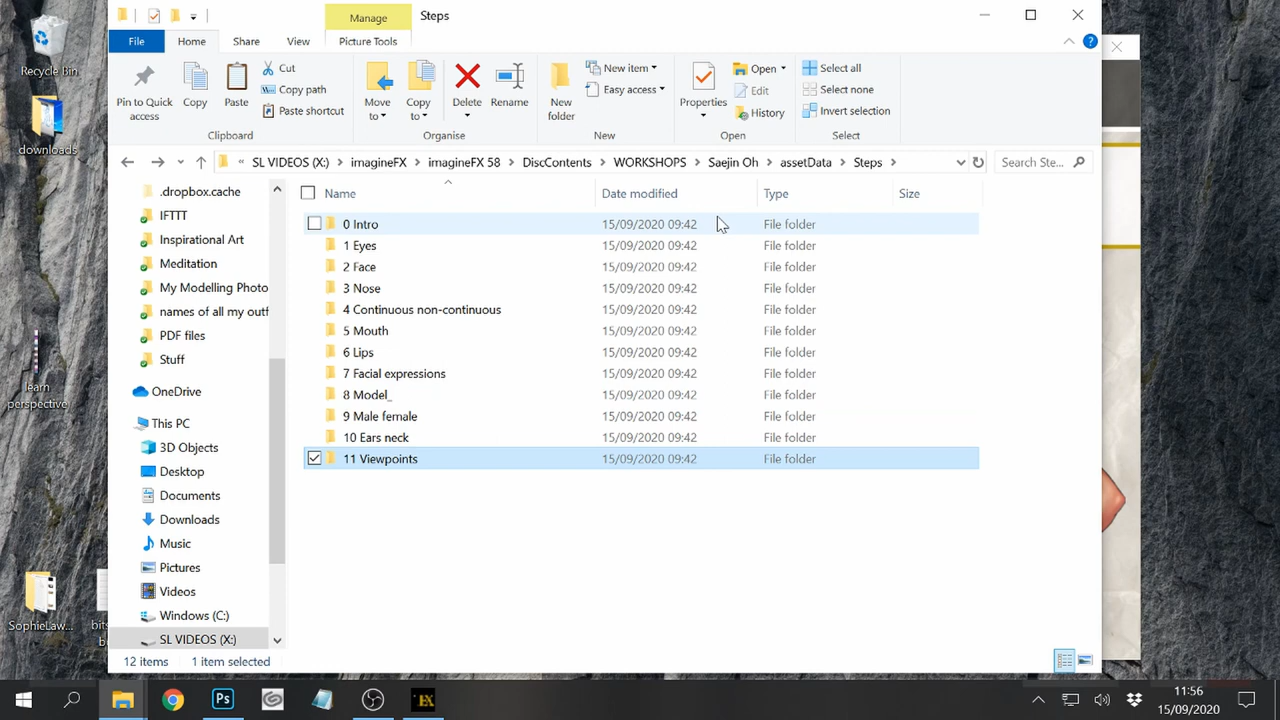 Recycle Bin
downloads
learn
perspective
SophieLaw...
Manage
Steps
File
Home
Share
View
Picture Tools
Pin to Quick
access
Copy
Paste
Cut
Copy path
Paste shortcut
Clipboard
Move
to
Copy
to
Delete
Rename
Organise
New
folder
New item
Easy access
New
Properties
Open
Edit
History
Open
Select all
Select none
Invert selection
Select
« SL VIDEOS (X:) > imagineFX > imagineFX 58 > DiscContents > WORKSHOPS > Saejin Oh > assetData > Steps >
Search Ste...
.dropbox.cache
IFTTT
Inspirational Art
Meditation
My Modelling Photo
names of all my outf
PDF files
Stuff
OneDrive
This PC
3D Objects
Desktop
Documents
Downloads
Music
Pictures
Videos
Windows (C:)
SL VIDEOS (X:)
Name Date modified Type Size
0 Intro 15/09/2020 09:42 File folder
1 Eyes 15/09/2020 09:42 File folder
2 Face 15/09/2020 09:42 File folder
3 Nose 15/09/2020 09:42 File folder
4 Continuous non-continuous 15/09/2020 09:42 File folder
5 Mouth 15/09/2020 09:42 File folder
6 Lips 15/09/2020 09:42 File folder
7 Facial expressions 15/09/2020 09:42 File folder
8 Model_ 15/09/2020 09:42 File folder
9 Male female 15/09/2020 09:42 File folder
10 Ears neck 15/09/2020 09:42 File folder
11 Viewpoints 15/09/2020 09:42 File folder
12 items 1 item selected
Ps
11:56
15/09/2020